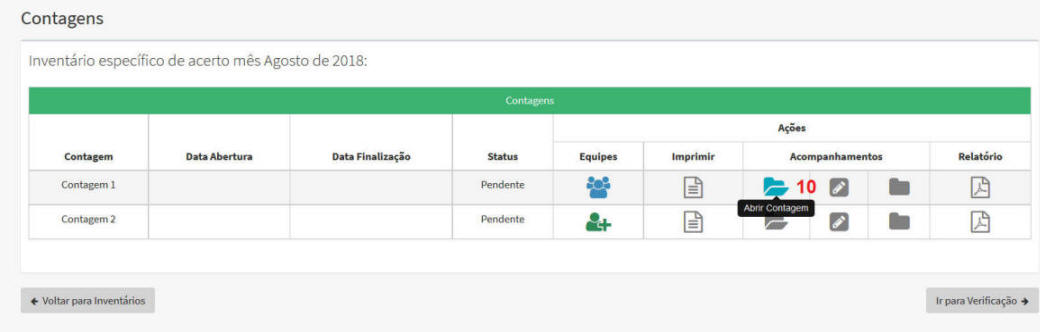 Contagens
Inventário específico de acerto mês Agosto de 2018:
Contagens
Ações
Contagem Data Abertura Data Finalização Status Equipes Imprimir Acompanhamentos Relatório
Contagem 1 Pendente 10
Abrir Contagem
Contagem 2 Pendente
Voltar para Inventários Ir para Verificação